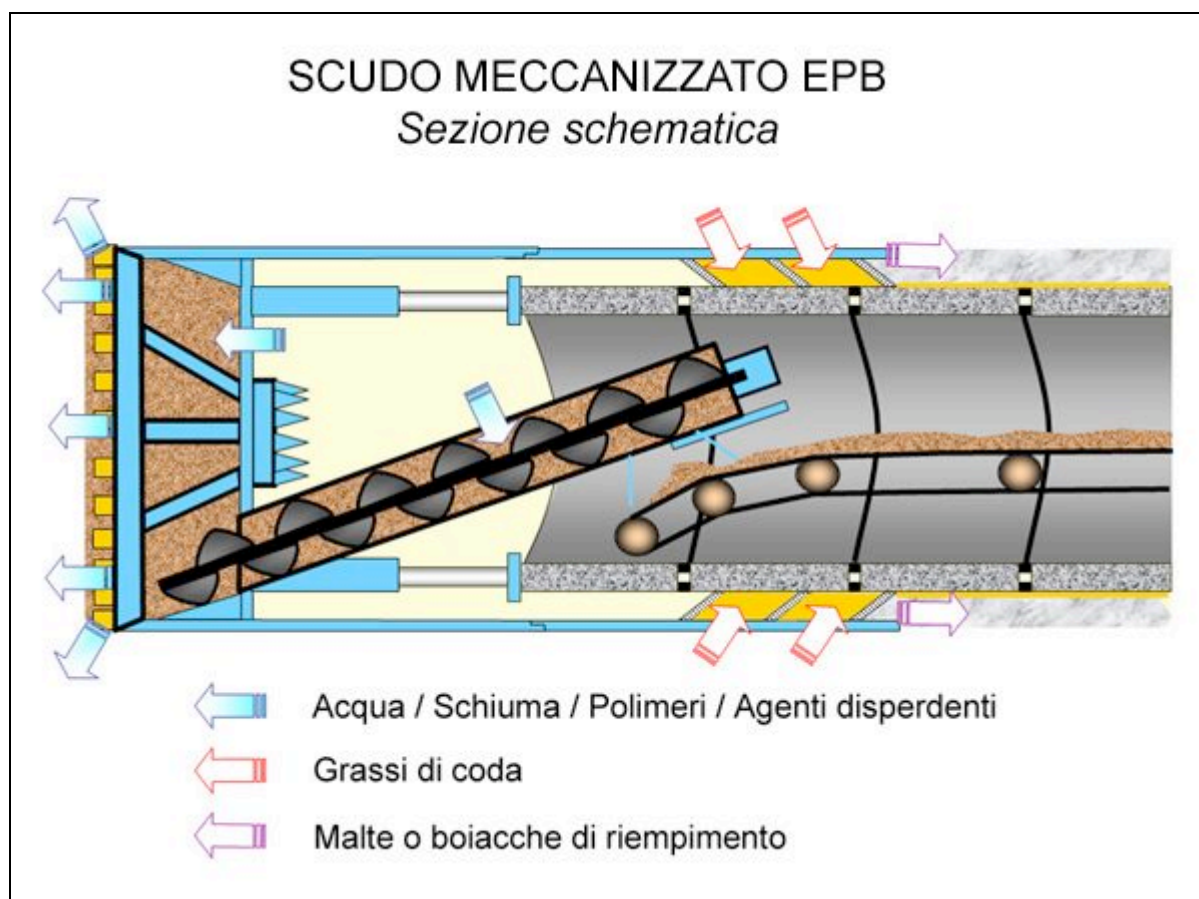 SCUDO MECCANIZZATO EPB
Sezione schematica
Acqua / Schiuma / Polimeri / Agenti disperdenti
Grassi di coda
Malte o boiacche di riempimento